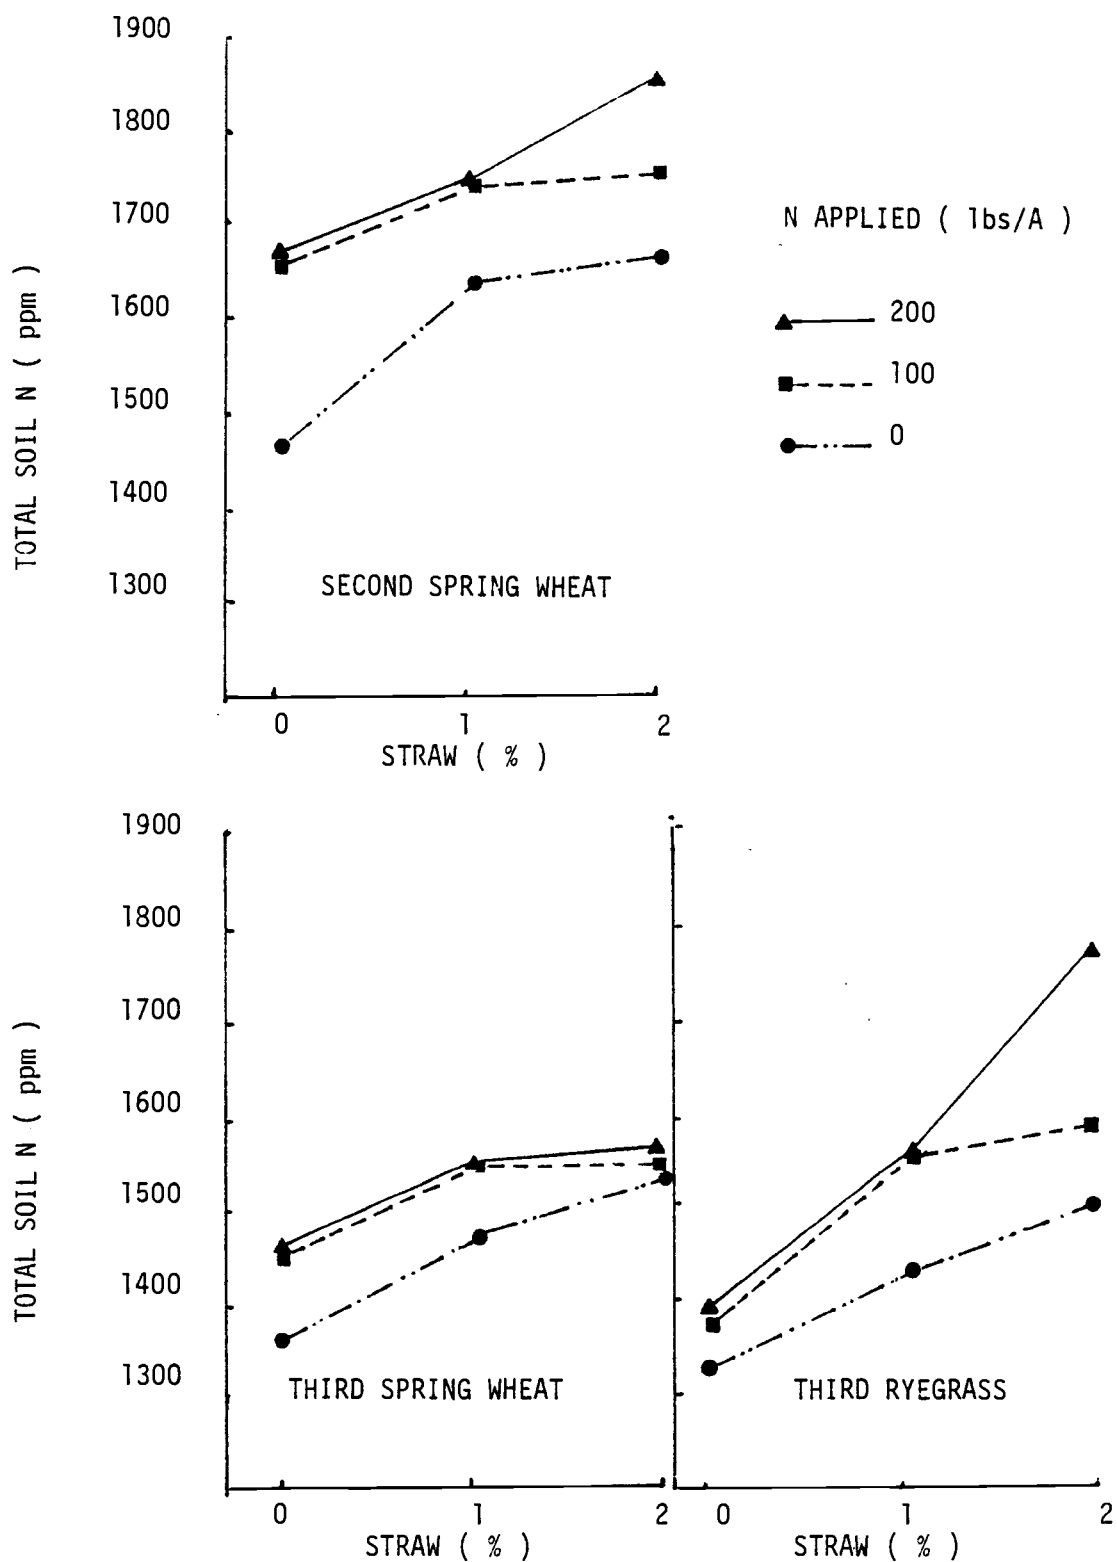 1900
1800
1700
1600
1500
1400
1300
TOTAL SOIL N ( ppm )
SECOND SPRING WHEAT
0 1 2
STRAW ( % )
N APPLIED ( lbs/A )
200
100
0
1900
1800
1700
1600
1500
1400
1300
TOTAL SOIL N ( ppm )
THIRD SPRING WHEAT
0 1 2
STRAW ( % )
THIRD RYEGRASS
0 1 2
STRAW ( % )